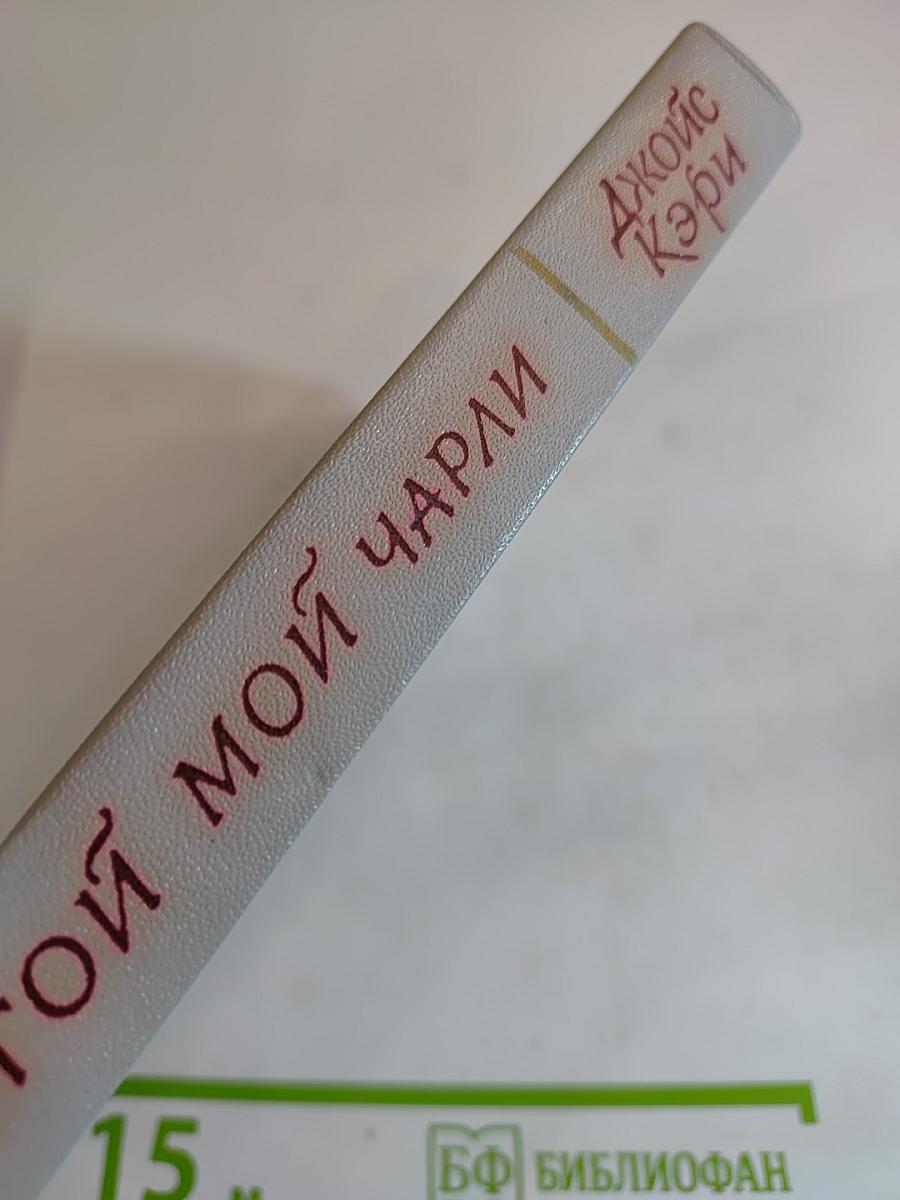 Джойс
Кэри
той мой чарли
15
БФ БИБЛИОФАН